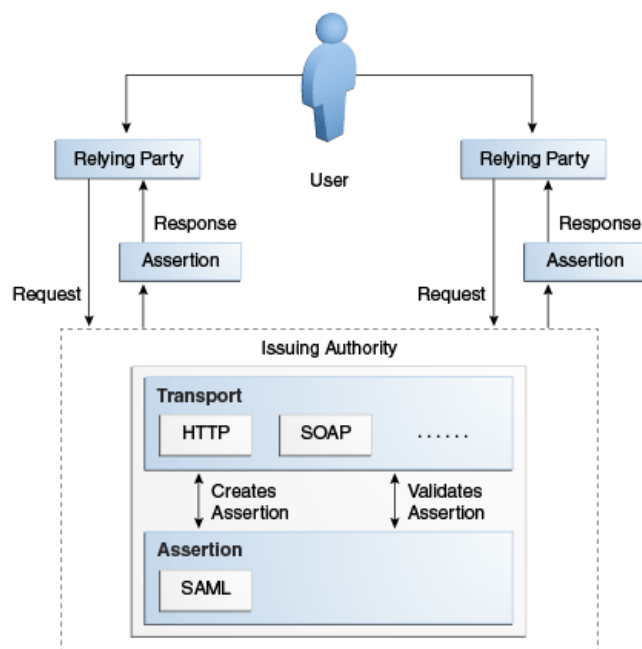 User
Relying Party
Relying Party
Response
Response
Assertion
Assertion
Request
Request
Issuing Authority
Transport
HTTP
SOAP
......
Creates
Assertion
Validates
Assertion
Assertion
SAML